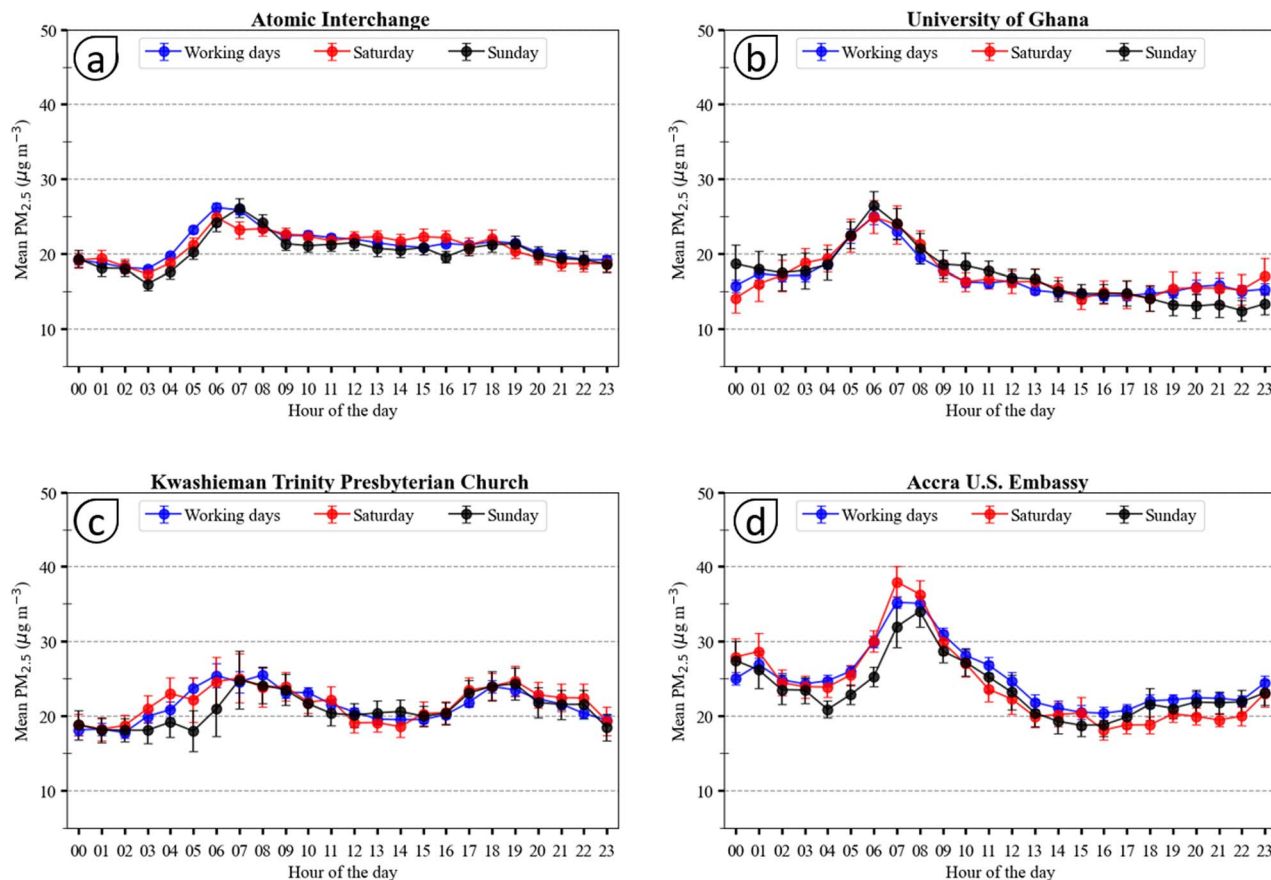 Atomic Interchange
a
Working days Saturday Sunday
Mean PM2.5 (μg m−3)
50
40
30
20
10
00 01 02 03 04 05 06 07 08 09 10 11 12 13 14 15 16 17 18 19 20 21 22 23
Hour of the day
University of Ghana
b
Working days Saturday Sunday
Mean PM2.5 (μg m−3)
50
40
30
20
10
00 01 02 03 04 05 06 07 08 09 10 11 12 13 14 15 16 17 18 19 20 21 22 23
Hour of the day
Kwashieman Trinity Presbyterian Church
c
Working days Saturday Sunday
Mean PM2.5 (μg m−3)
50
40
30
20
10
00 01 02 03 04 05 06 07 08 09 10 11 12 13 14 15 16 17 18 19 20 21 22 23
Hour of the day
Accra U.S. Embassy
d
Working days Saturday Sunday
Mean PM2.5 (μg m−3)
50
40
30
20
10
00 01 02 03 04 05 06 07 08 09 10 11 12 13 14 15 16 17 18 19 20 21 22 23
Hour of the day